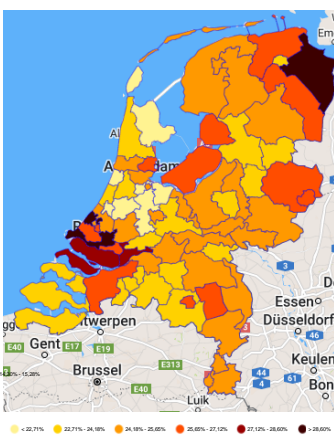 Em
A
dam
Essen
D
Düsseldorf
Antwerpen
Gent
Brussel
Keulen
Bon
Luik
E40
E17
E19
E313
E40
3
46
44
4
61
< 22,71%
22,71% - 24,18%
24,18% - 25,65%
25,65% - 27,12%
27,12% - 28,60%
> 28,60%